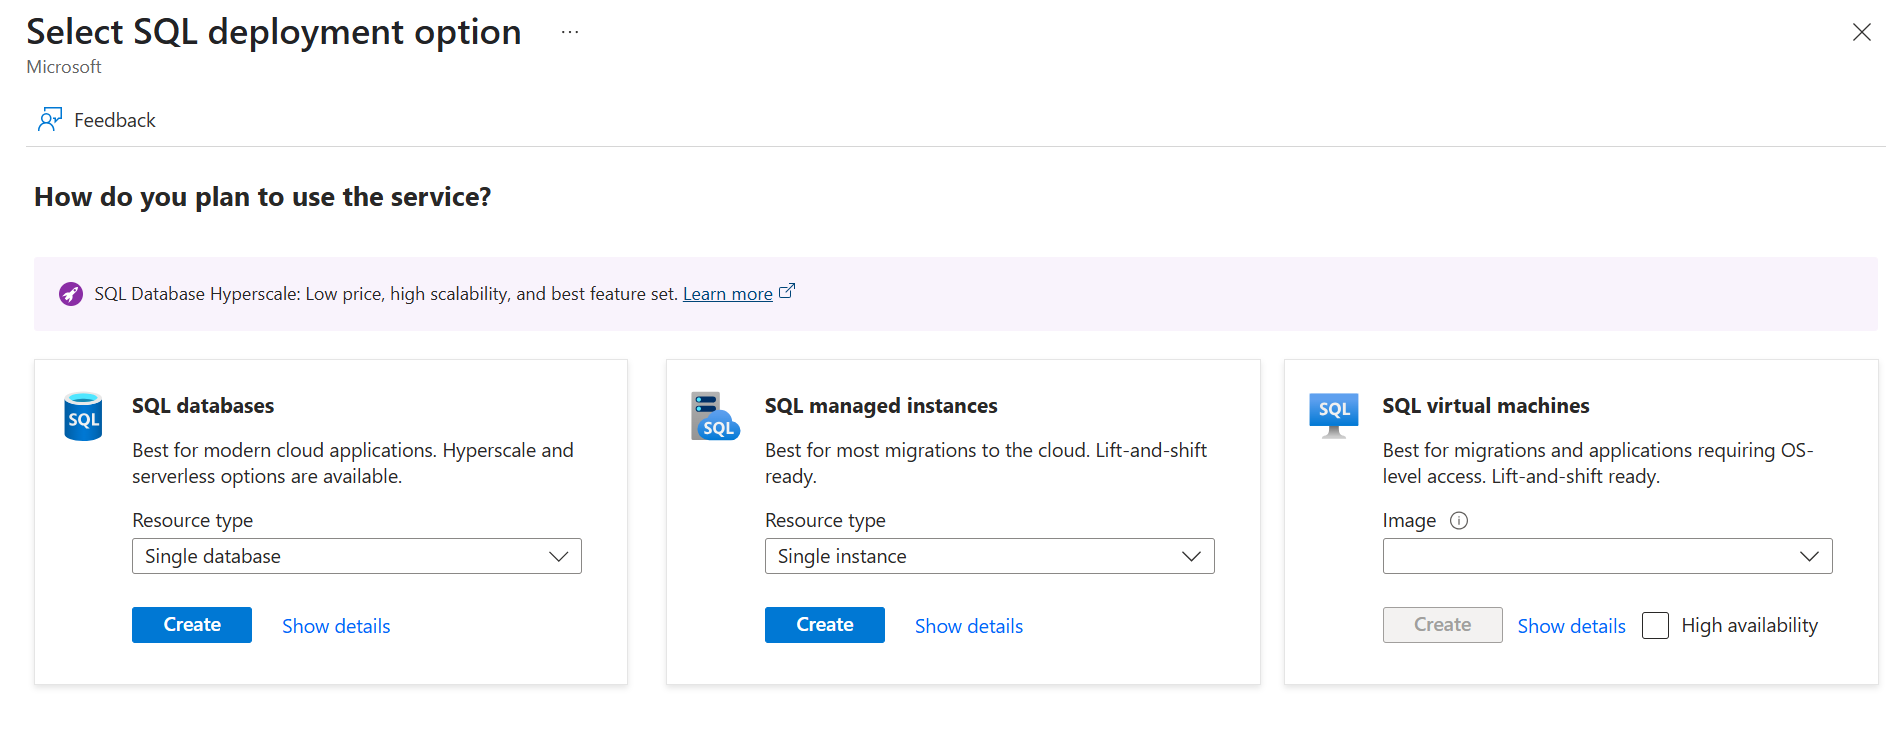 Select SQL deployment option ...
Microsoft
Feedback
How do you plan to use the service?
SQL Database Hyperscale: Low price, high scalability, and best feature set. Learn more
SQL
SQL databases
Best for modern cloud applications. Hyperscale and
serverless options are available.
Resource type
Single database
Create
Show details
SQL
SQL managed instances
Best for most migrations to the cloud. Lift-and-shift
ready.
Resource type
Single instance
Create
Show details
SQL
SQL virtual machines
Best for migrations and applications requiring OS-
level access. Lift-and-shift ready.
Image
Create
Show details
High availability